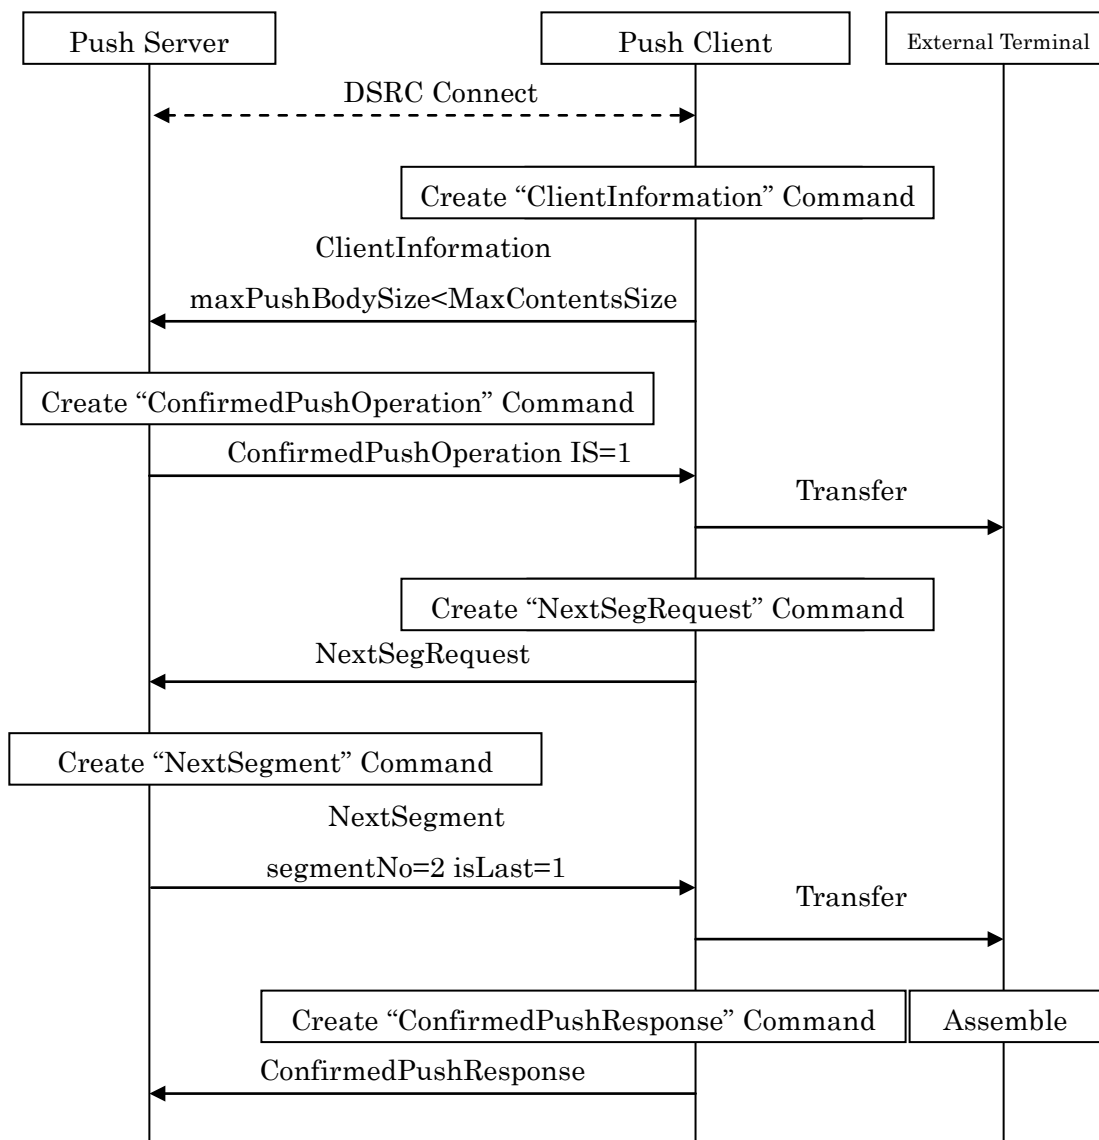 Push Server
Push Client
External Terminal
DSRC Connect
Create “ClientInformation” Command
ClientInformation
maxPushBodySize<MaxContentsSize
Create “ConfirmedPushOperation” Command
ConfirmedPushOperation IS=1
Transfer
Create “NextSegRequest” Command
NextSegRequest
Create “NextSegment” Command
NextSegment
segmentNo=2 isLast=1
Transfer
Create “ConfirmedPushResponse” Command
Assemble
ConfirmedPushResponse